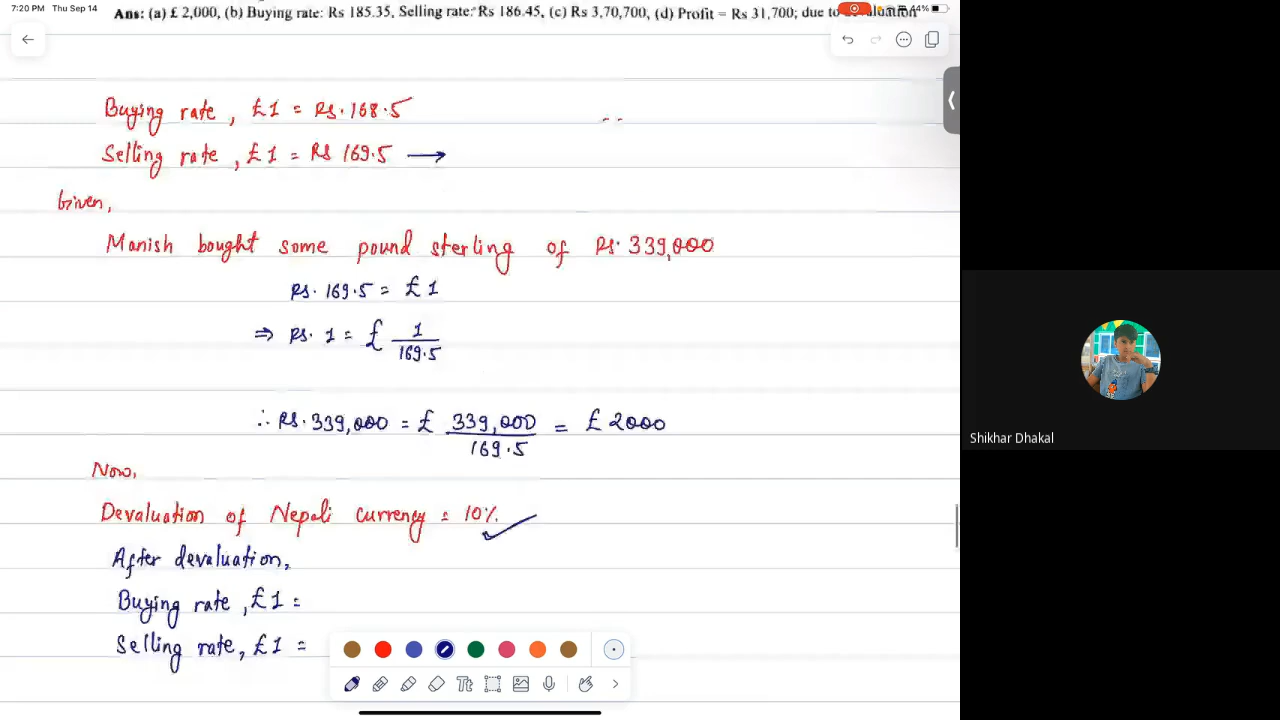 7:20 PM Thu Sep 14
44%
Ans: (a) £ 2,000, (b) Buying rate: Rs 185.35, Selling rate: Rs 186.45, (c) Rs 3,70,700, (d) Profit = Rs 31,700; due to devaluation
Buying rate, £1 = Rs. 168.5
Selling rate, £1 = RS 169.5 →
Given,
Manish bought some pound sterling of Rs. 339,000
Rs. 169.5 = £ 1
⇒ Rs. 1 = £ 1/169.5
∴ Rs. 339,000 = £ 339,000/169.5 = £ 2000
Now,
Devaluation of Nepali currency = 10%.
After devaluation,
Buying rate, £1 =
Selling rate, £1 =
Tt
Shikhar Dhakal